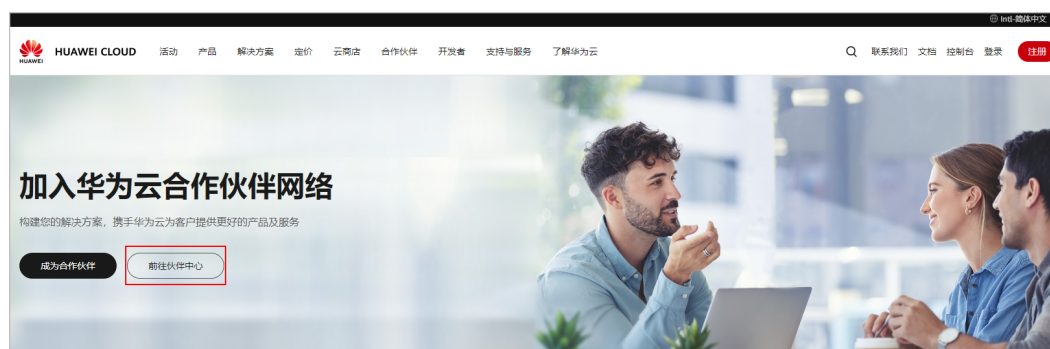 Intl-简体中文
HUAWEI
HUAWEI CLOUD 活动 产品 解决方案 定价 云商店 合作伙伴 开发者 支持与服务 了解华为云 联系我们 文档 控制台 登录 注册
加入华为云合作伙伴网络
构建您的解决方案，携手华为云为客户提供更好的产品及服务
成为合作伙伴 前往伙伴中心